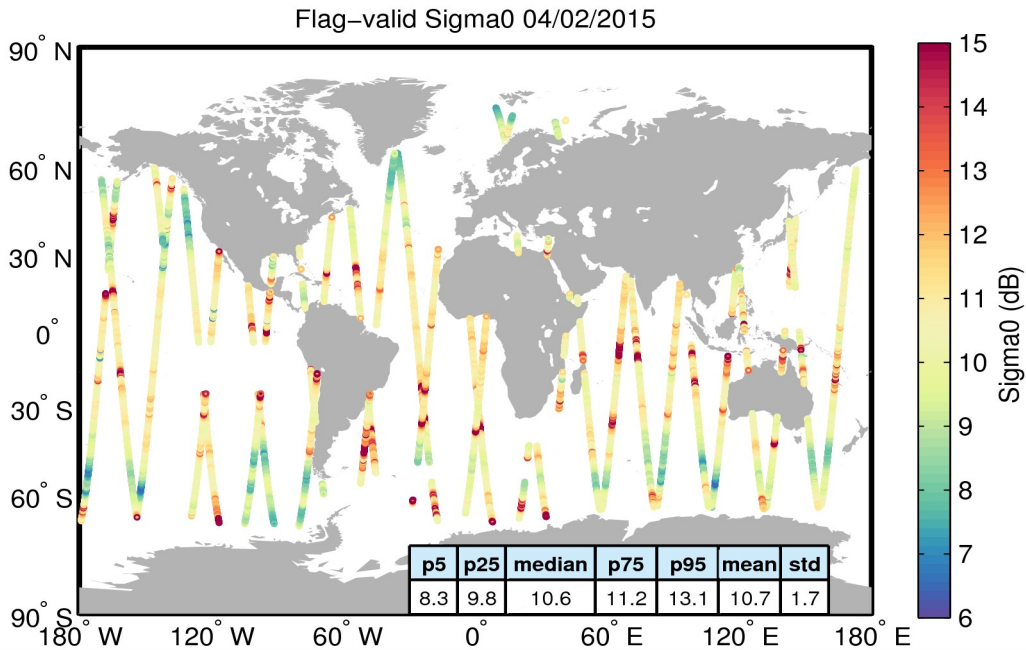 Flag−valid Sigma0 04/02/2015
90° N
60° N
30° N
0°
30° S
60° S
90° S
180° W
120° W
60° W
0°
60° E
120° E
180° E
p5 p25 median p75 p95 mean std
8.3 9.8 10.6 11.2 13.1 10.7 1.7
15
14
13
12
11
10
9
8
7
6
Sigma0 (dB)